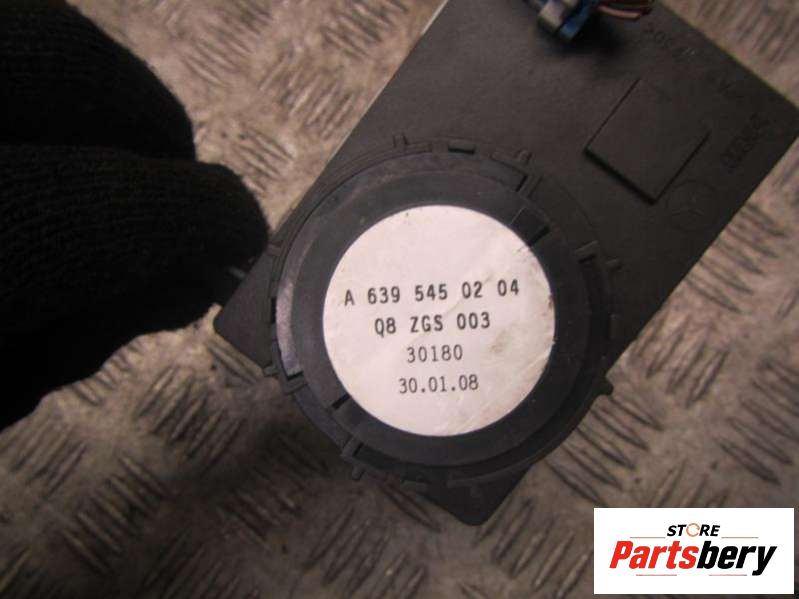 A 639 545 02 04
Q8 ZGS 003
30180
30.01.08
STORE
Partsbery